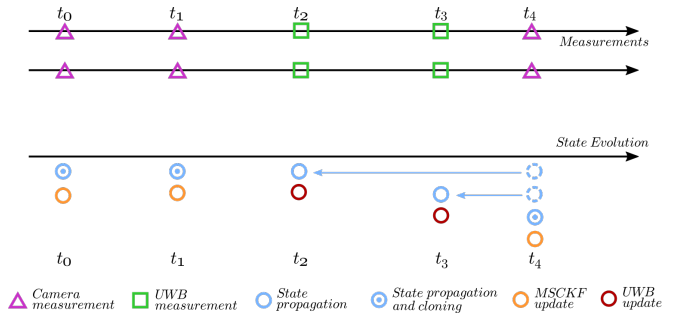 t0 t1 t2 t3 t4
Measurements
State Evolution
t0 t1 t2 t3 t4
Camera measurement
UWB measurement
State propagation
State propagation and cloning
MSCKF update
UWB update